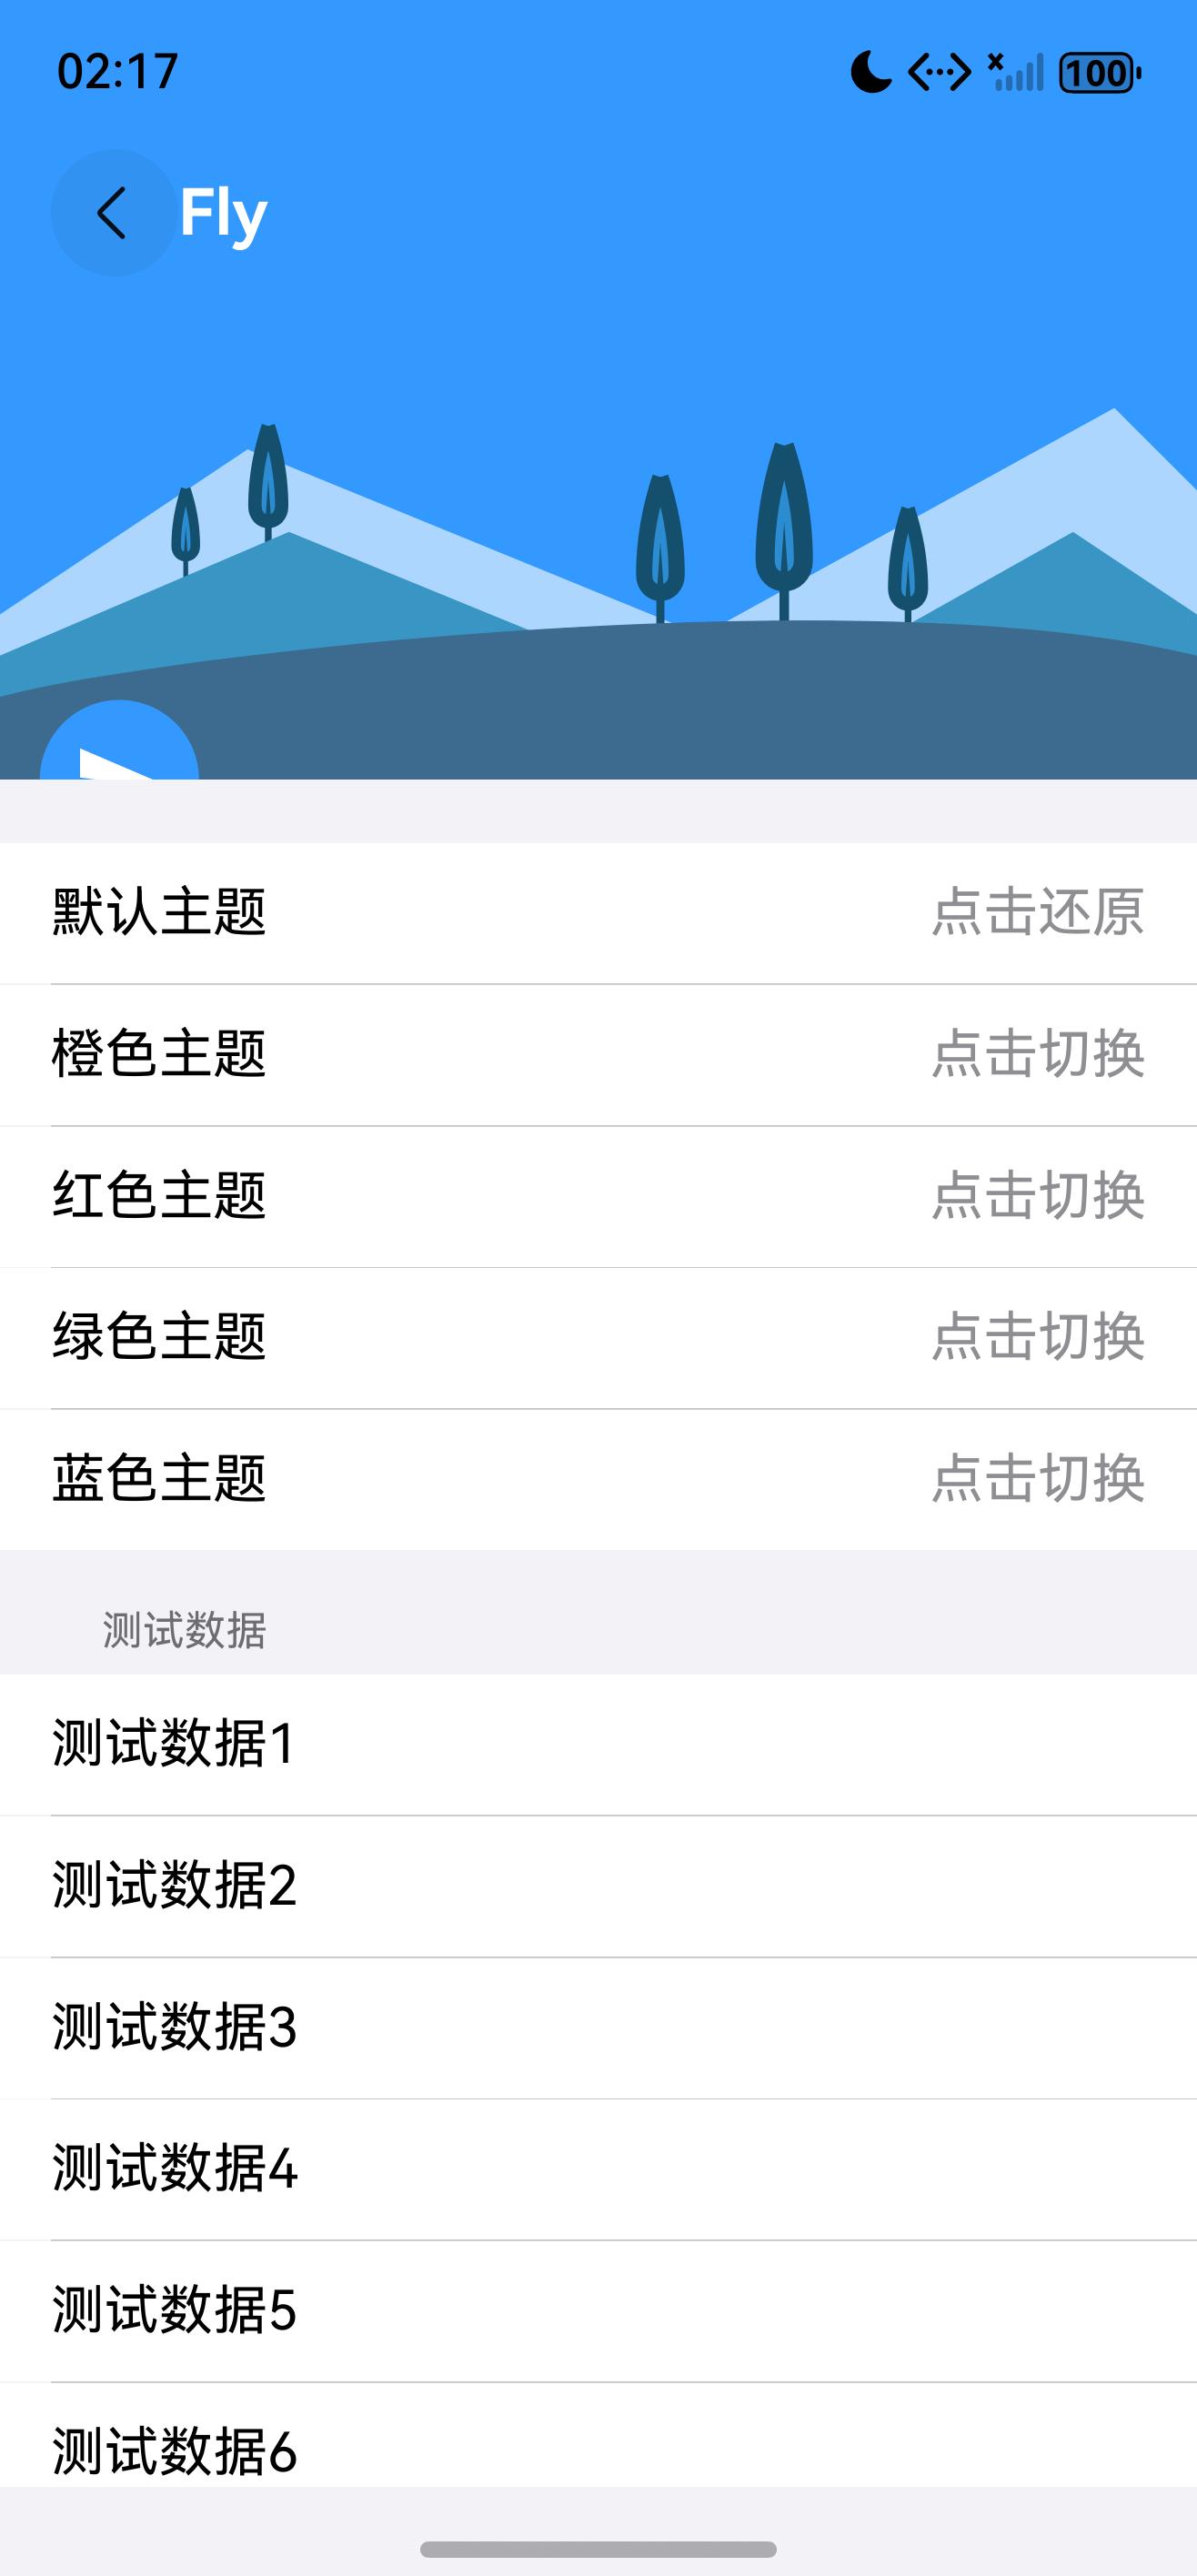 02:17
100
Fly
默认主题 点击还原
橙色主题 点击切换
红色主题 点击切换
绿色主题 点击切换
蓝色主题 点击切换
测试数据
测试数据1
测试数据2
测试数据3
测试数据4
测试数据5
测试数据6